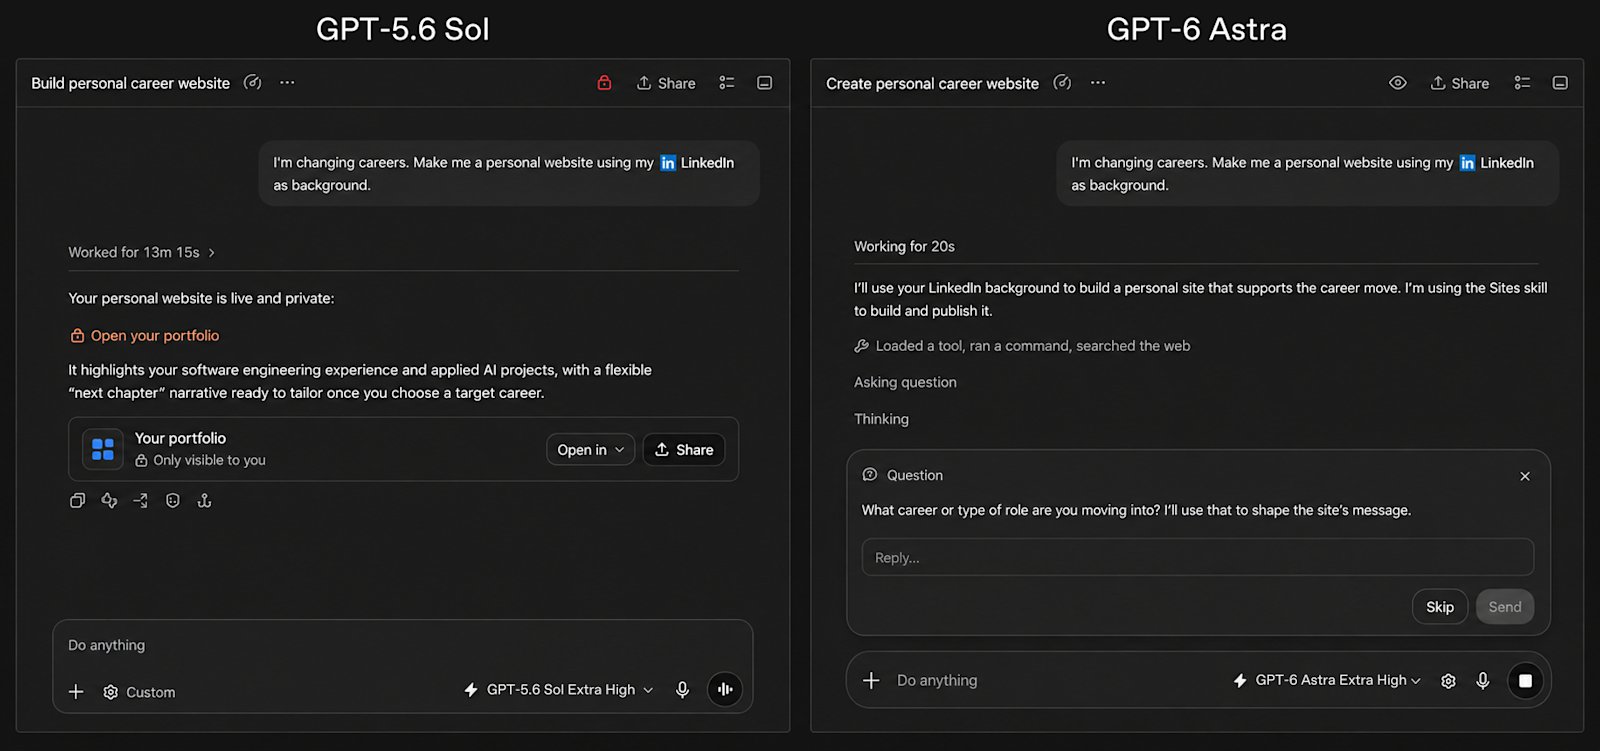 GPT-5.6 Sol
Build personal career website
Share
I'm changing careers. Make me a personal website using my in LinkedIn
as background.
Worked for 13m 15s
Your personal website is live and private:
Open your portfolio
It highlights your software engineering experience and applied AI projects, with a flexible
“next chapter” narrative ready to tailor once you choose a target career.
Your portfolio
Only visible to you
Open in
Share
Do anything
Custom
GPT-5.6 Sol Extra High
GPT-6 Astra
Create personal career website
Share
I'm changing careers. Make me a personal website using my in LinkedIn
as background.
Working for 20s
I’ll use your LinkedIn background to build a personal site that supports the career move. I’m using the Sites skill
to build and publish it.
Loaded a tool, ran a command, searched the web
Asking question
Thinking
Question
What career or type of role are you moving into? I’ll use that to shape the site’s message.
Reply...
Skip
Send
Do anything
GPT-6 Astra Extra High